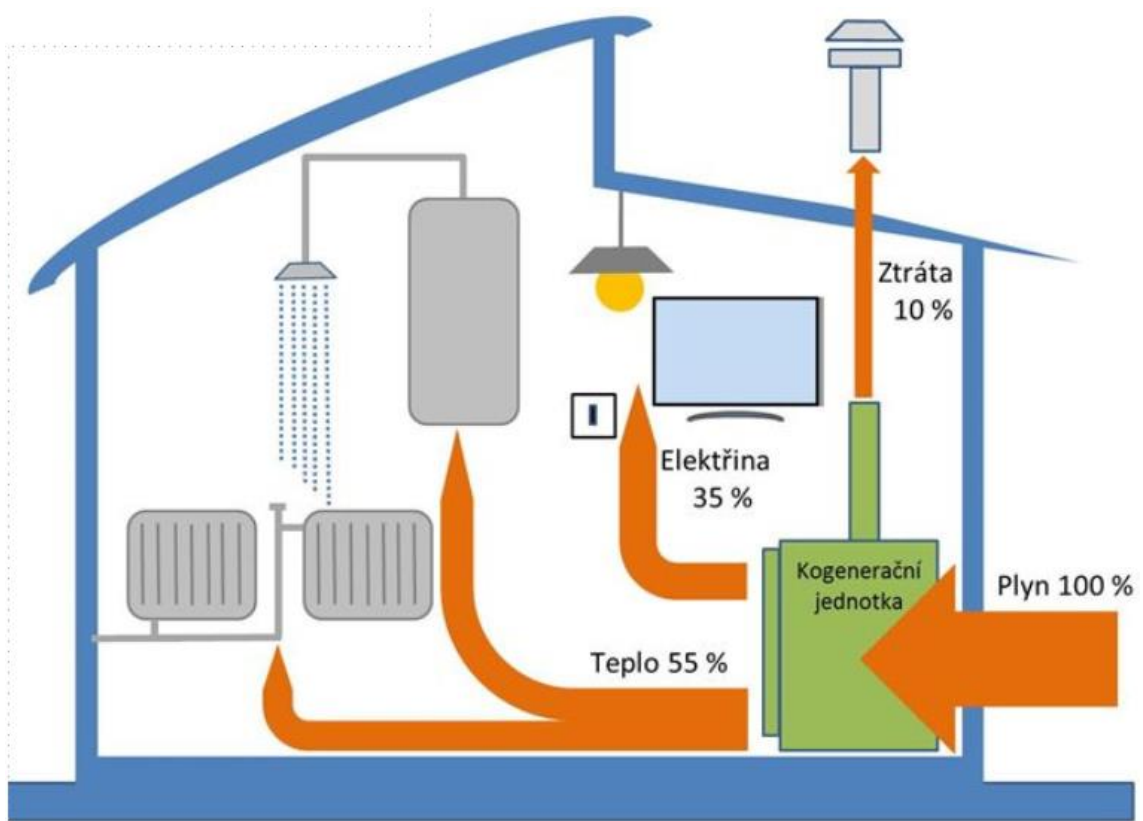 Ztráta
10 %
Elektřina
35 %
Kogenerační
jednotka
Plyn 100 %
Teplo 55 %